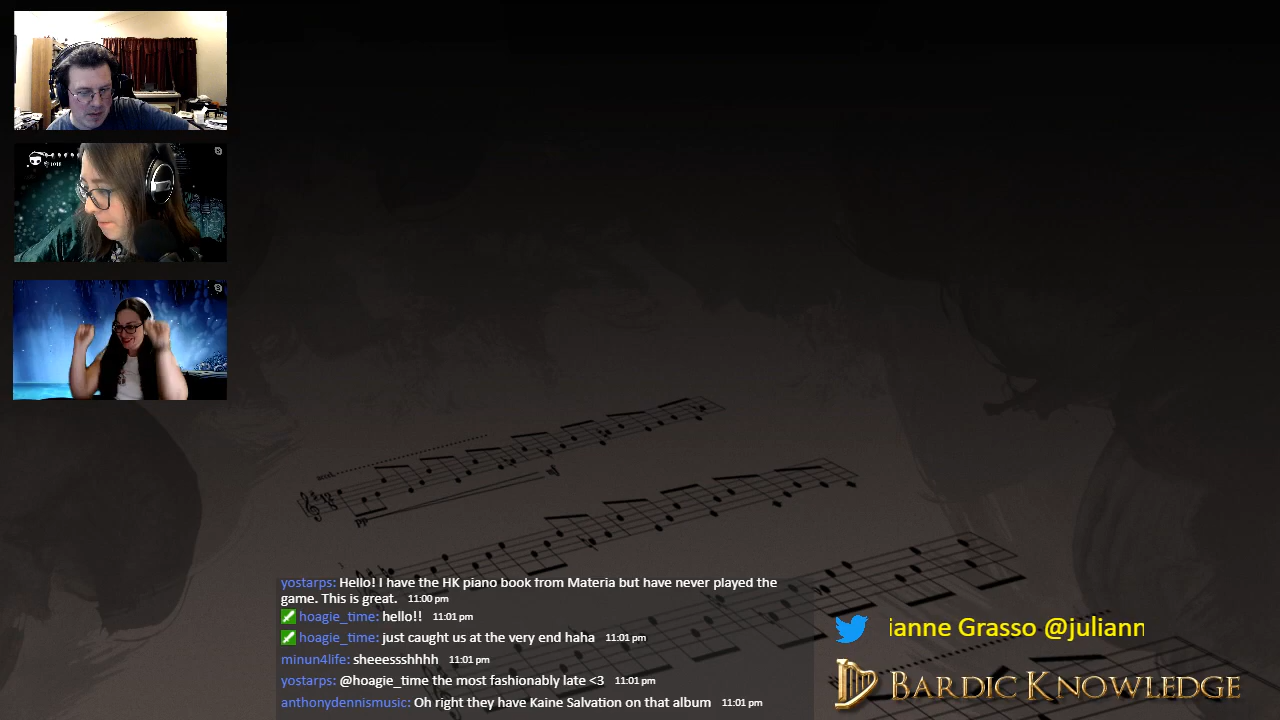 accel.
pp
mf
yostarps: Hello! I have the HK piano book from Materia but have never played the
game. This is great. 11:00 pm
hoagie_time: hello!! 11:01 pm
hoagie_time: just caught us at the very end haha 11:01 pm
minun4life: sheeessshhhh 11:01 pm
yostarps: @hoagie_time the most fashionably late <3 11:01 pm
anthonydennismusic: Oh right they have Kaine Salvation on that album 11:01 pm
ianne Grasso @juliann
BARDIC KNOWLEDGE